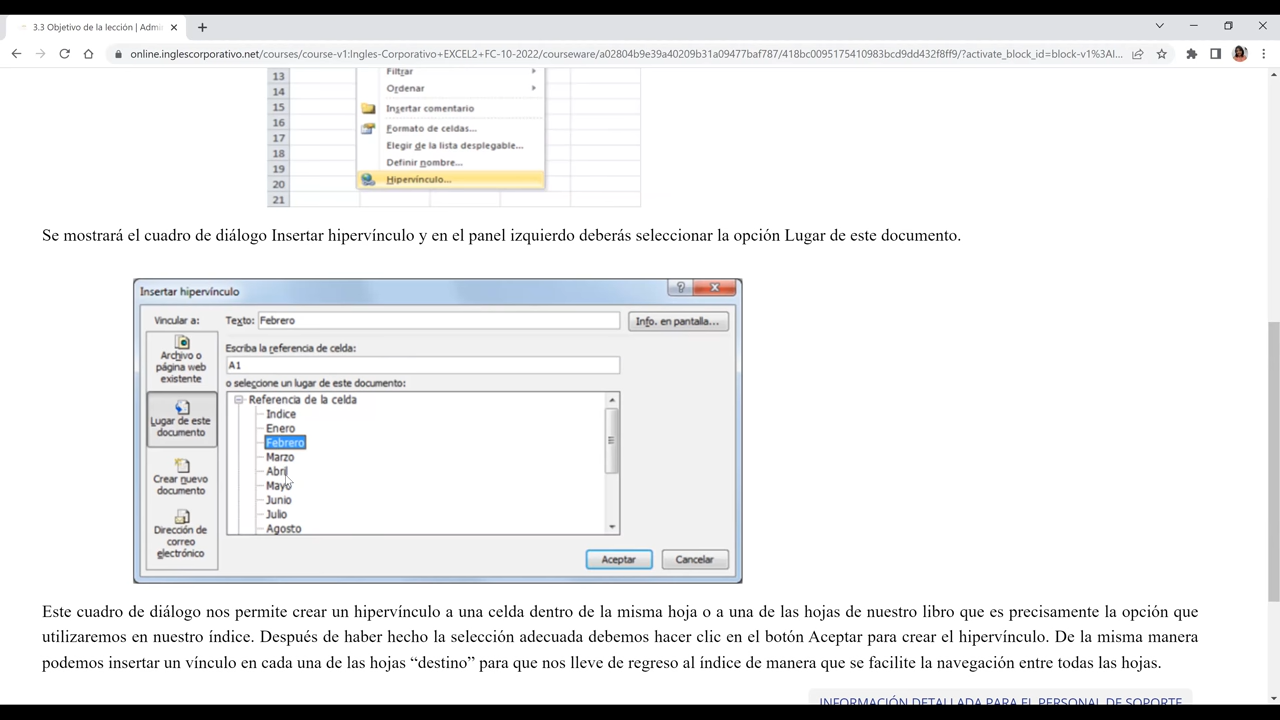 3.3 Objetivo de la lección | Admi
online.inglescorporativo.net/courses/course-v1:Ingles-Corporativo+EXCEL2+FC-10-2022/courseware/a02804b9e39a40209b31a09477baf787/418bc0095175410983bcd9dd432f8ff9/?activate_block_id=block-v1%3Al...
13
Filtrar
14
Ordenar
15
Insertar comentario
16
Formato de celdas...
17
Elegir de la lista desplegable...
18
Definir nombre...
19
Hipervínculo...
20
21
Se mostrará el cuadro de diálogo Insertar hipervínculo y en el panel izquierdo deberás seleccionar la opción Lugar de este documento.
Insertar hipervínculo
Vincular a:
Texto: Febrero
Info. en pantalla...
Archivo o página web existente
Escriba la referencia de celda:
A1
o seleccione un lugar de este documento:
Lugar de este documento
Referencia de la celda
Indice
Enero
Febrero
Marzo
Abril
Mayo
Junio
Julio
Agosto
Crear nuevo documento
Dirección de correo electrónico
Aceptar
Cancelar
Este cuadro de diálogo nos permite crear un hipervínculo a una celda dentro de la misma hoja o a una de las hojas de nuestro libro que es precisamente la opción que
utilizaremos en nuestro índice. Después de haber hecho la selección adecuada debemos hacer clic en el botón Aceptar para crear el hipervínculo. De la misma manera
podemos insertar un vínculo en cada una de las hojas “destino” para que nos lleve de regreso al índice de manera que se facilite la navegación entre todas las hojas.
INFORMACIÓN DETALLADA PARA EL PERSONAL DE SOPORTE